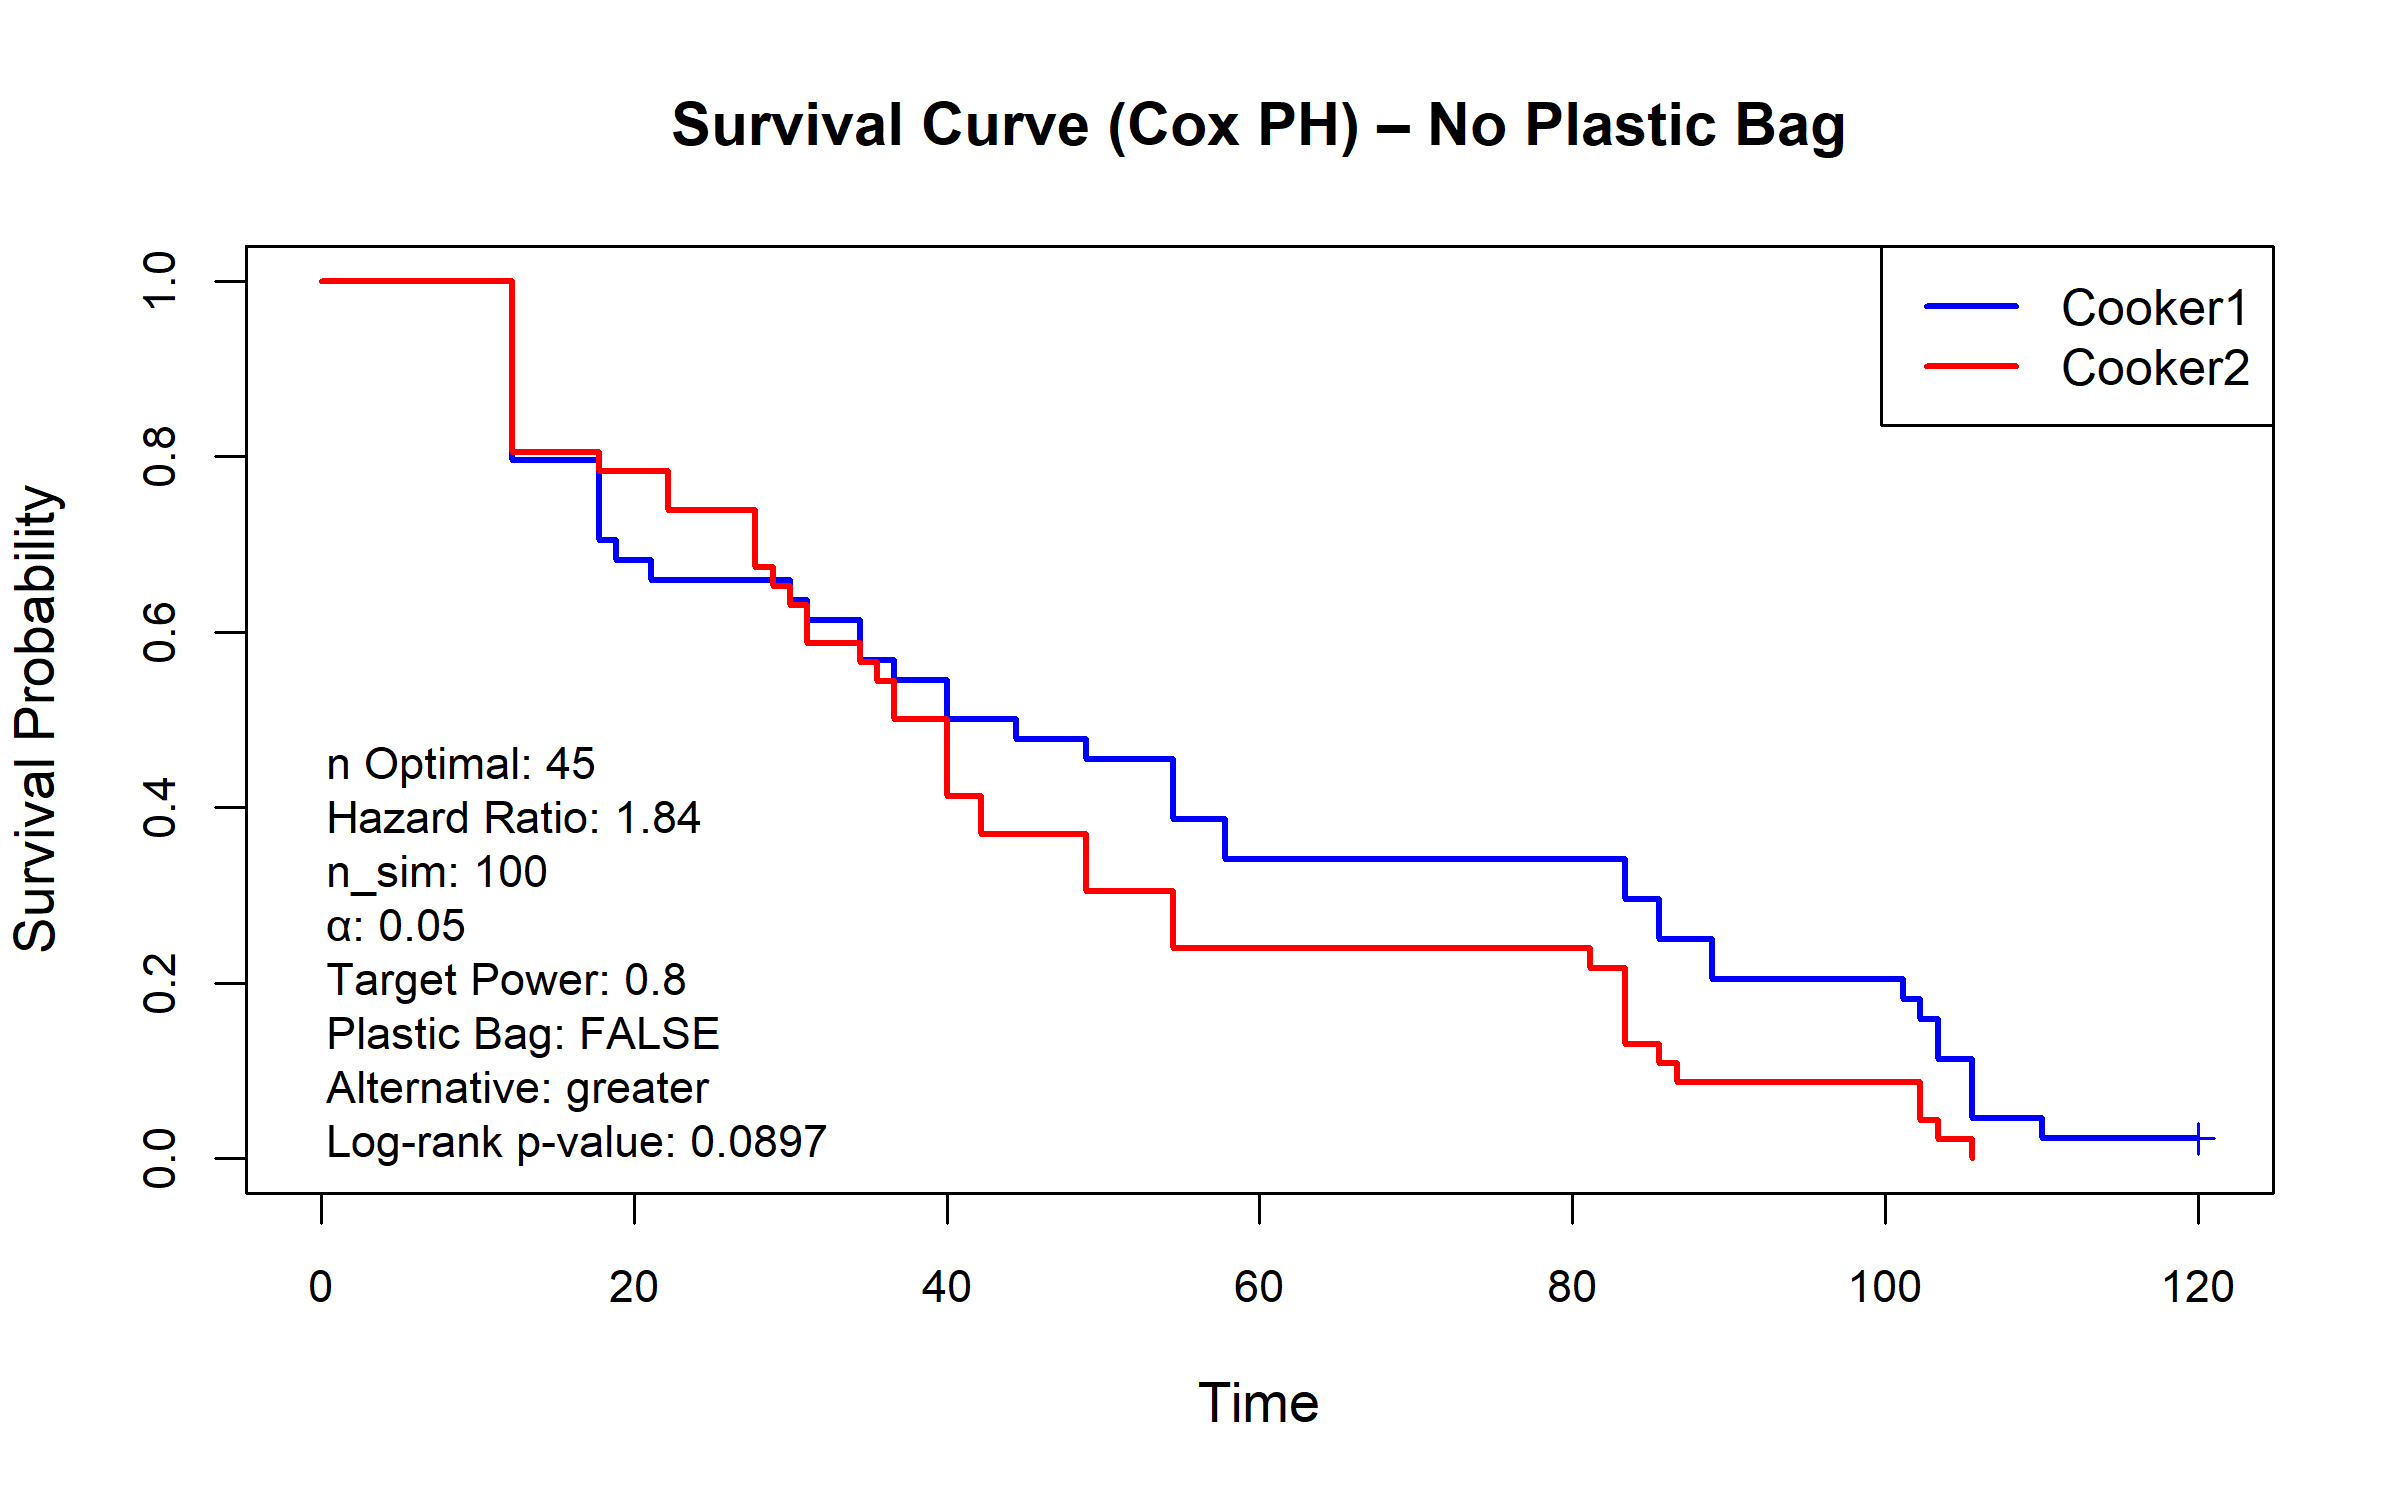 Survival Curve (Cox PH) – No Plastic Bag
Cooker1
Cooker2
Survival Probability
1.0
0.8
0.6
0.4
0.2
0.0
n Optimal: 45
Hazard Ratio: 1.84
n_sim: 100
α: 0.05
Target Power: 0.8
Plastic Bag: FALSE
Alternative: greater
Log-rank p-value: 0.0897
0 20 40 60 80 100 120
Time